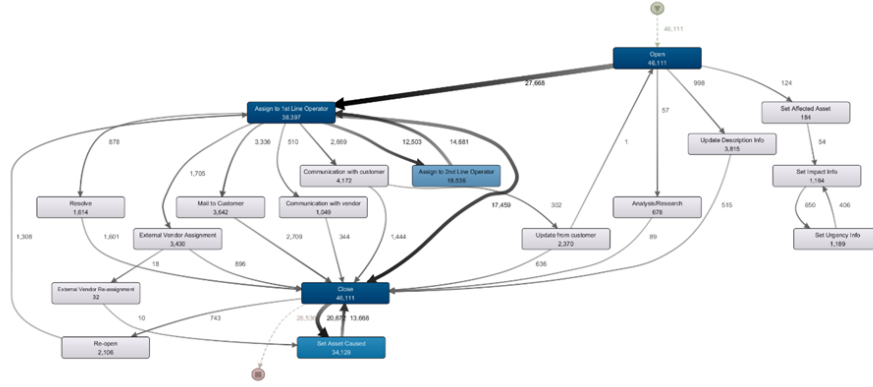 46,111
Open
46,111
27,668
998
124
57
1
Set Affected Asset
184
Assign to 1st Line Operator
38,397
54
878
3,336
510
2,669
12,503
14,681
Update Description Info
3,815
1,705
Communication with customer
4,172
Assign to 2nd Line Operator
Set Impact Info
1,164
Resolve
1,614
Mail to Customer
3,642
Communication with vendor
1,049
17,459
302
Analysis/Research
678
650
406
1,308
1,601
External Vendor Assignment
3,430
2,709
344
1,444
Update from customer
2,370
89
515
Set Urgency Info
1,189
18
896
636
External Vendor Re-assignment
32
Close
46,111
10
743
20,672
13,668
Re-open
2,106
Set Asset Caused
34,128